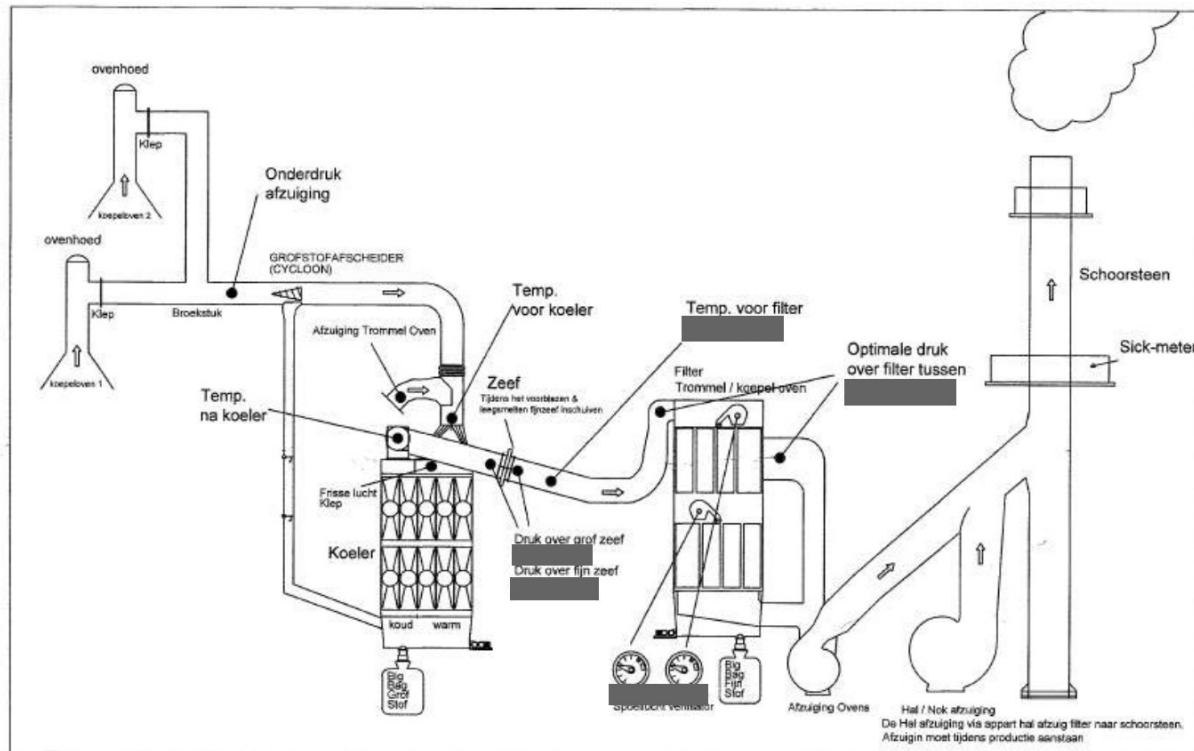 ovenhoed
Klep
koepeloven 2
Onderdruk
afzuiging
ovenhoed
Klep
koepeloven 1
Broekstuk
GROFSTOFAFSCHEIDER
(CYCLOON)
Afzuiging Trommel Oven
Temp.
voor koeler
Temp.
na koeler
Zeef
Tijdens het voorblazen &
leegsmelten fijnzeef inschuiven
Temp. voor filter
Filter
Trommel / koepel oven
Optimale druk
over filter tussen
Schoorsteen
Sick-meter
Frisse lucht
Klep
Koeler
koud warm
Druk over grof zeef
Druk over fijn zeef
Big
Bag
Grof
Stof
Big
Bag
Fijn
Stof
Spoellucht ventilator
Afzuiging Ovens
Hal / Nok afzuiging
De Hal afzuiging via appart hal afzuig filter naar schoorsteen.
Afzuigin moet tijdens productie aanstaan